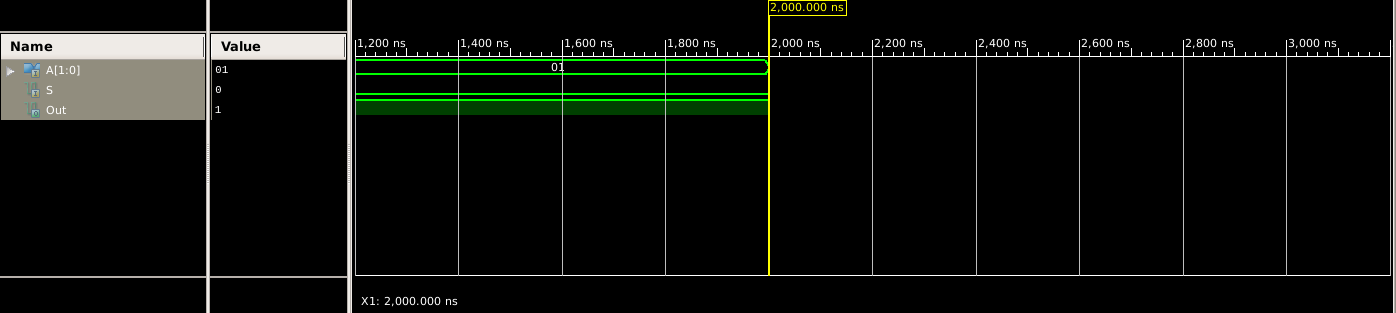 2,000.000 ns
Name
Value
1,200 ns
1,400 ns
1,600 ns
1,800 ns
2,000 ns
2,200 ns
2,400 ns
2,600 ns
2,800 ns
3,000 ns
A[1:0]
01
01
S
0
Out
1
X1: 2,000.000 ns